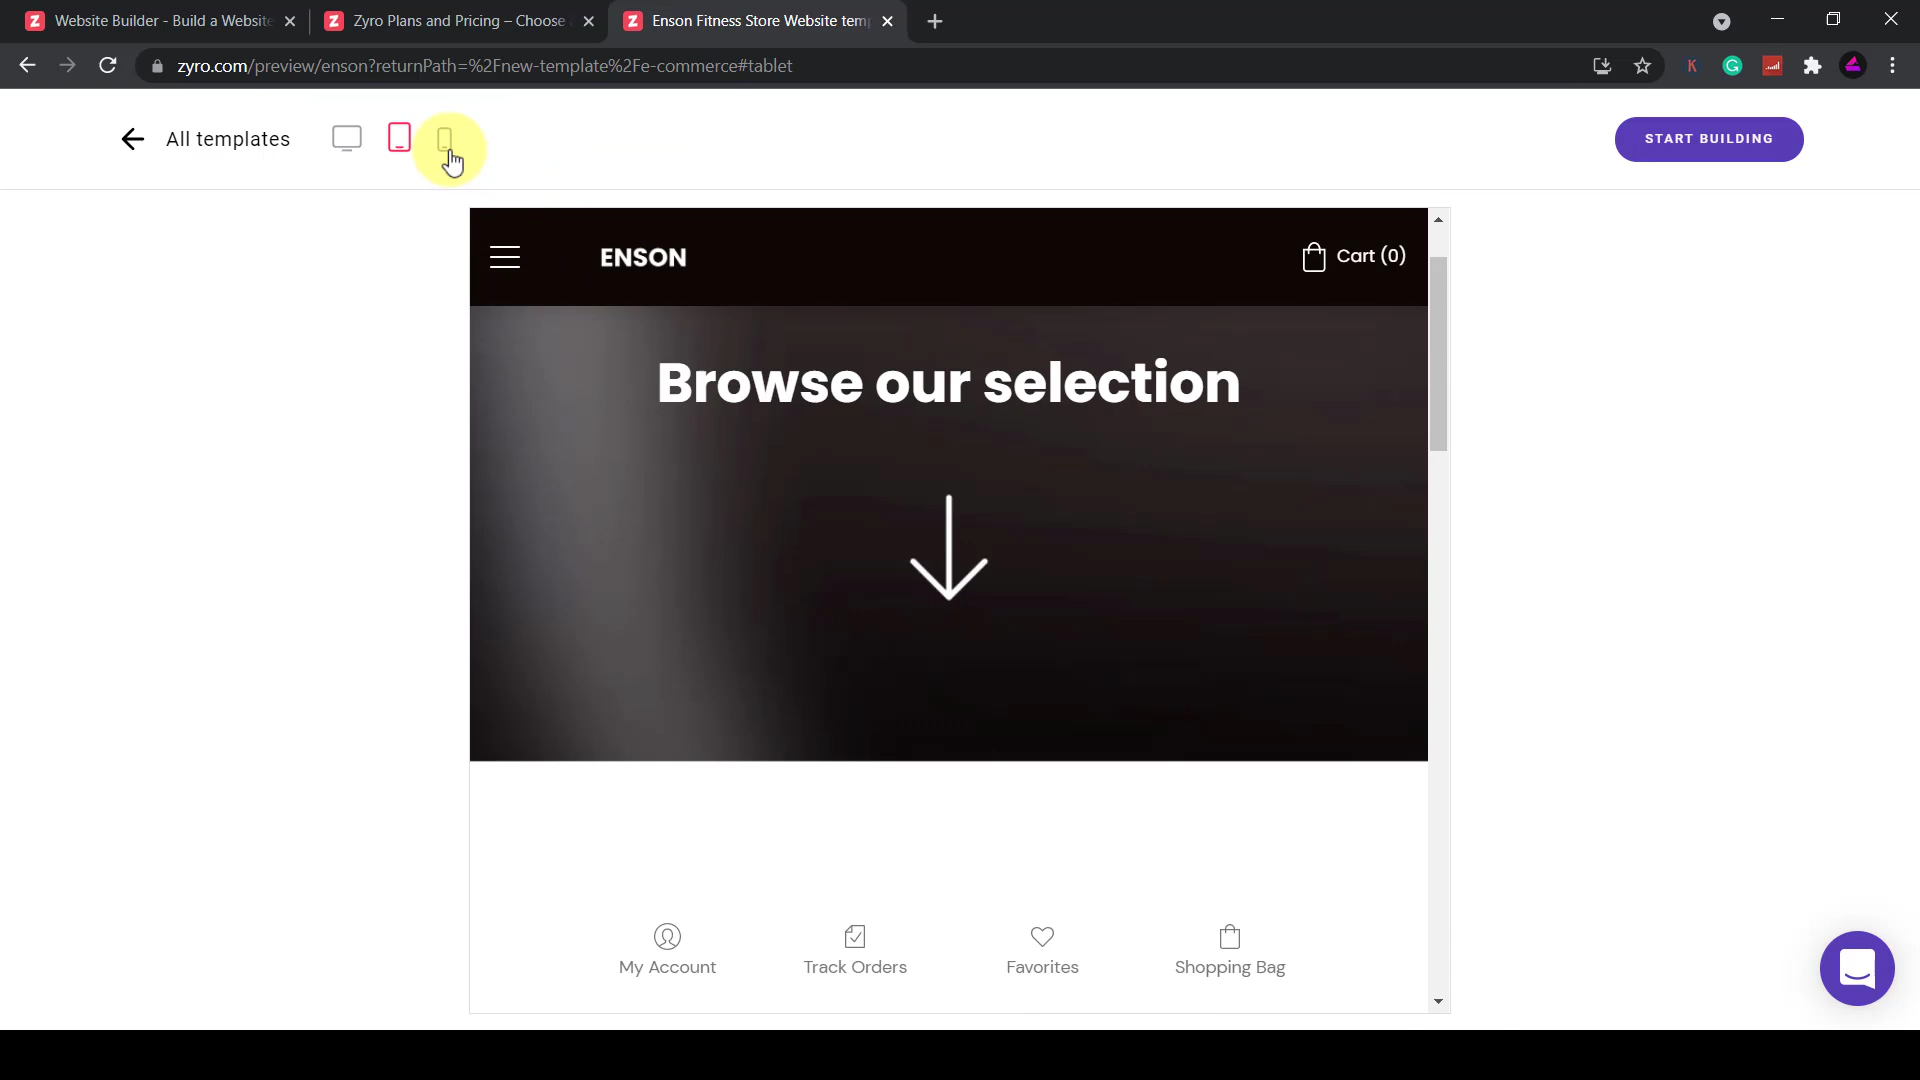 Website Builder - Build a Website
Zyro Plans and Pricing – Choose
Enson Fitness Store Website tem
zyro.com/preview/enson?returnPath=%2Fnew-template%2Fe-commerce#tablet
All templates
START BUILDING
ENSON
Cart (0)
Browse our selection
My Account
Track Orders
Favorites
Shopping Bag